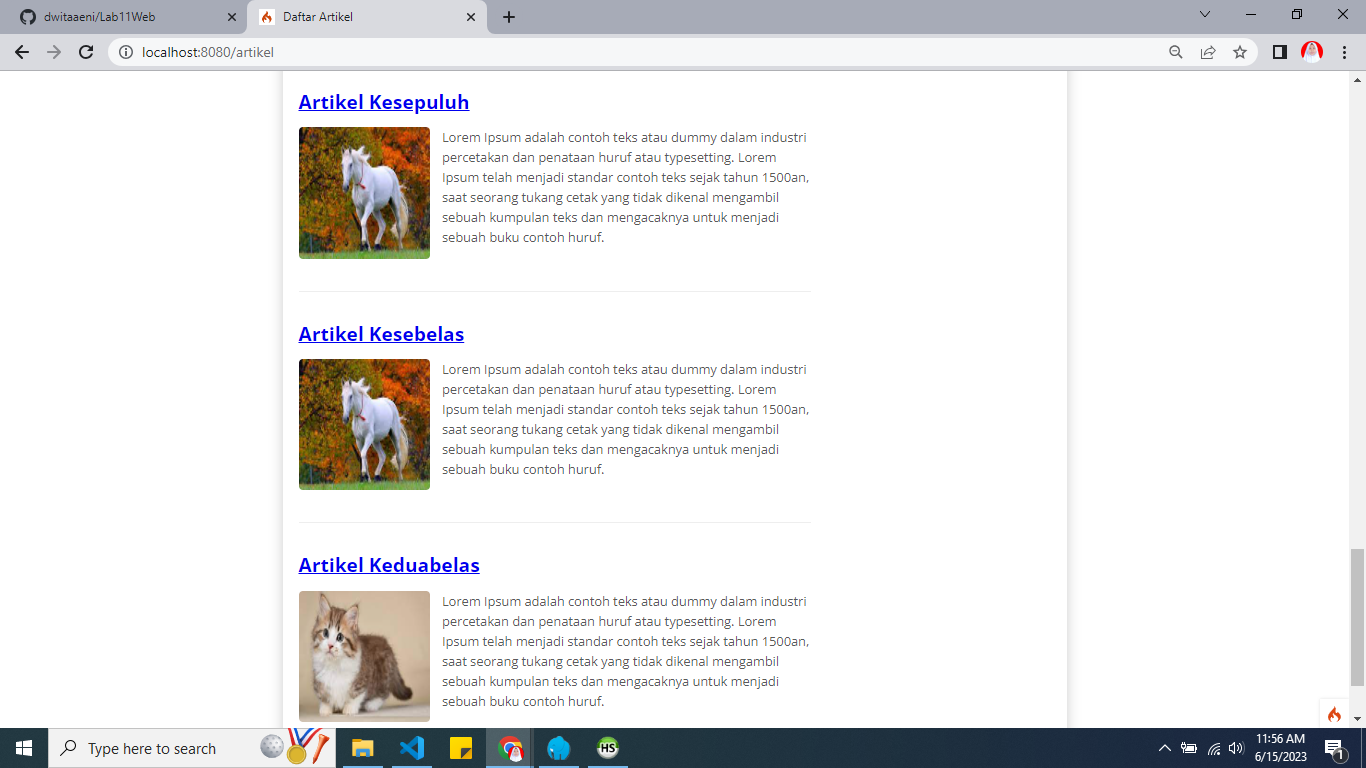 dwitaaeni/Lab11Web
Daftar Artikel
localhost:8080/artikel
Artikel Kesepuluh
Lorem Ipsum adalah contoh teks atau dummy dalam industri
percetakan dan penataan huruf atau typesetting. Lorem
Ipsum telah menjadi standar contoh teks sejak tahun 1500an,
saat seorang tukang cetak yang tidak dikenal mengambil
sebuah kumpulan teks dan mengacaknya untuk menjadi
sebuah buku contoh huruf.
Artikel Kesebelas
Lorem Ipsum adalah contoh teks atau dummy dalam industri
percetakan dan penataan huruf atau typesetting. Lorem
Ipsum telah menjadi standar contoh teks sejak tahun 1500an,
saat seorang tukang cetak yang tidak dikenal mengambil
sebuah kumpulan teks dan mengacaknya untuk menjadi
sebuah buku contoh huruf.
Artikel Keduabelas
Lorem Ipsum adalah contoh teks atau dummy dalam industri
percetakan dan penataan huruf atau typesetting. Lorem
Ipsum telah menjadi standar contoh teks sejak tahun 1500an,
saat seorang tukang cetak yang tidak dikenal mengambil
sebuah kumpulan teks dan mengacaknya untuk menjadi
sebuah buku contoh huruf.
Type here to search
HS
11:56 AM
6/15/2023
1